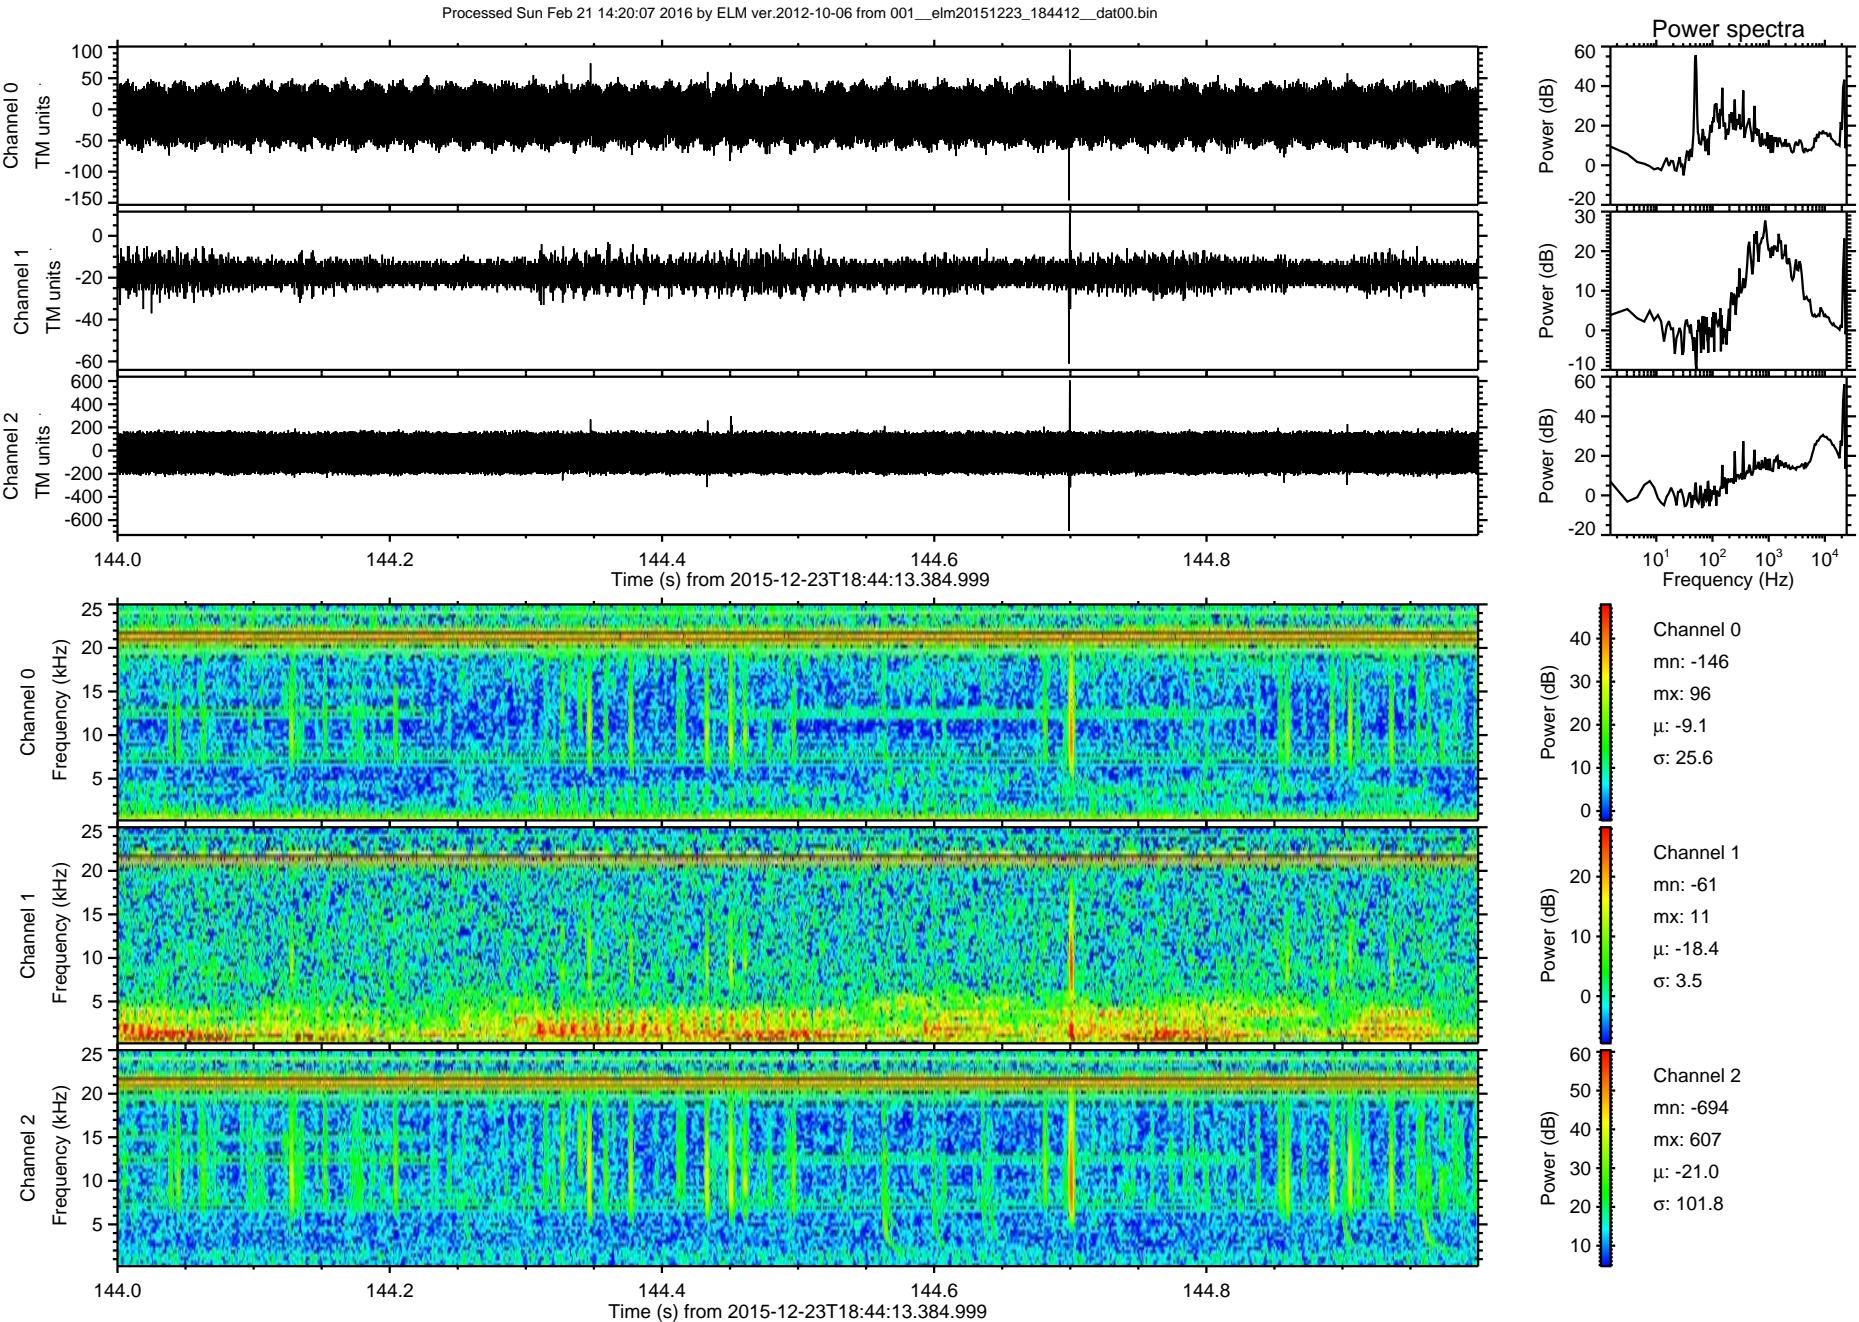 Processed Sun Feb 21 14:20:07 2016 by ELM ver.2012-10-06 from 001__elm20151223_184412__dat00.bin
Power spectra
Channel 0
TM units
100
50
0
-50
-100
-150
Power (dB)
60
40
20
0
-20
Channel 1
TM units
0
-20
-40
-60
Power (dB)
30
20
10
0
-10
Channel 2
TM units
600
400
200
0
-200
-400
-600
Power (dB)
60
40
20
0
-20
144.0 144.2 144.4 144.6 144.8
Time (s) from 2015-12-23T18:44:13.384.999
10^1 10^2 10^3 10^4
Frequency (Hz)
Channel 0
Frequency (kHz)
25
20
15
10
5
Power (dB)
40
30
20
10
0
Channel 0
mn: -146
mx: 96
μ: -9.1
σ: 25.6
Channel 1
Frequency (kHz)
25
20
15
10
5
Power (dB)
20
10
0
Channel 1
mn: -61
mx: 11
μ: -18.4
σ: 3.5
Channel 2
Frequency (kHz)
25
20
15
10
5
Power (dB)
60
50
40
30
20
10
Channel 2
mn: -694
mx: 607
μ: -21.0
σ: 101.8
144.0 144.2 144.4 144.6 144.8
Time (s) from 2015-12-23T18:44:13.384.999